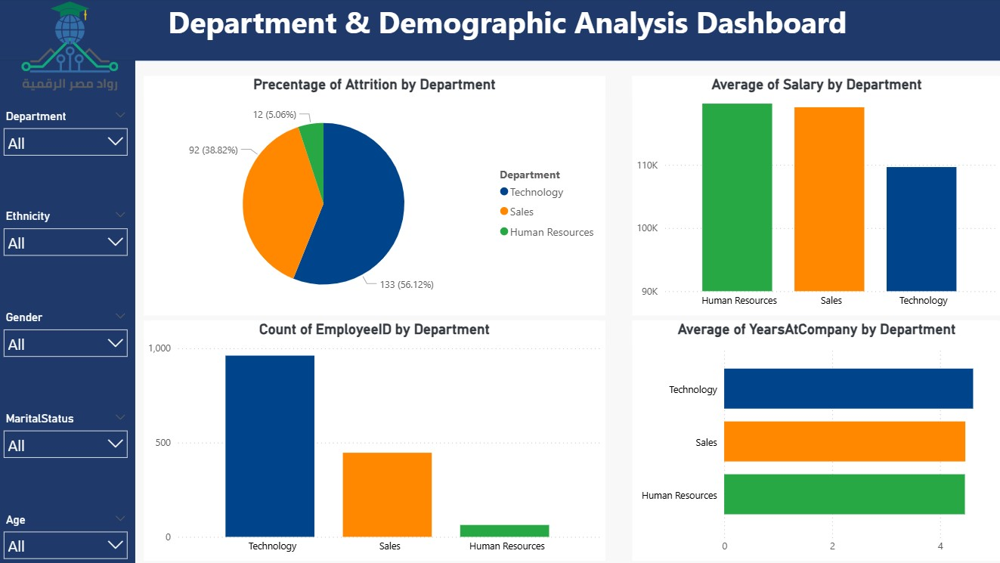 Department & Demographic Analysis Dashboard
رواد مصر الرقمية
Department
All
Ethnicity
All
Gender
All
MaritalStatus
All
Age
All
Precentage of Attrition by Department
12 (5.06%)
92 (38.82%)
133 (56.12%)
Department
Technology
Sales
Human Resources
Average of Salary by Department
110K
100K
90K
Human Resources Sales Technology
Count of EmployeeID by Department
1,000
500
0
Technology Sales Human Resources
Average of YearsAtCompany by Department
Technology
Sales
Human Resources
0 2 4